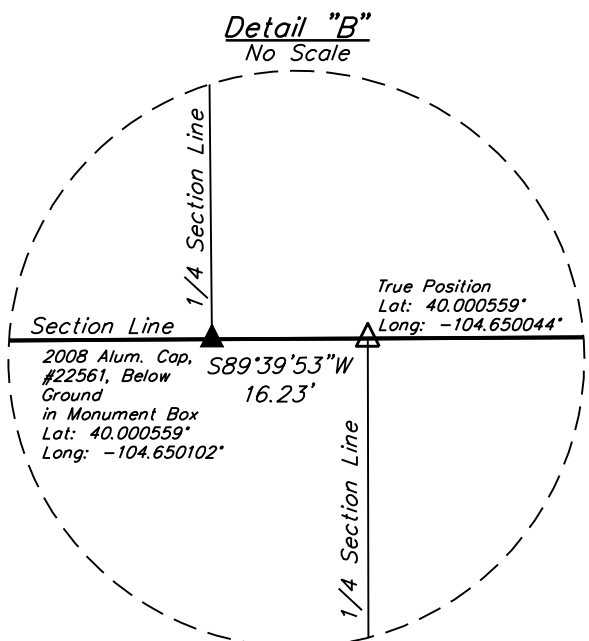 Detail "B"
No Scale
1/4 Section Line
True Position
Lat: 40.000559°
Long: -104.650044°
Section Line
2008 Alum. Cap,
#22561, Below
Ground
in Monument Box
Lat: 40.000559°
Long: -104.650102°
S89°39'53"W
16.23'
1/4 Section Line